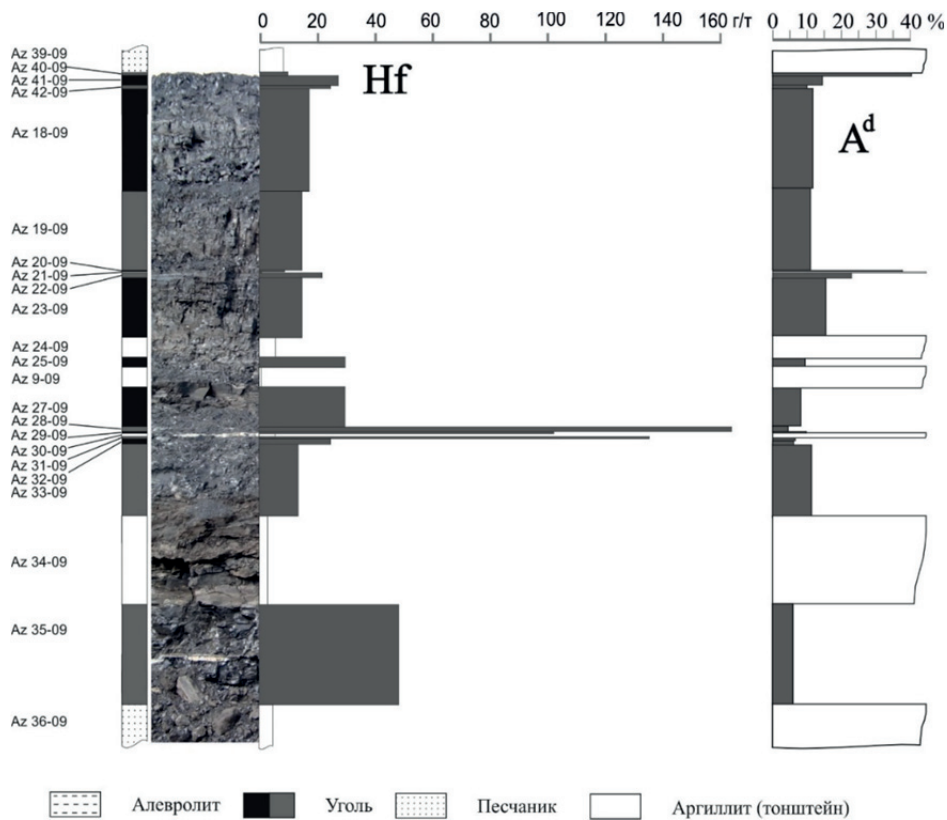 0 20 40 60 80 100 120 140 160 г/т
0 10 20 30 40 %
Hf
A^d
Az 39-09
Az 40-09
Az 41-09
Az 42-09
Az 18-09
Az 19-09
Az 20-09
Az 21-09
Az 22-09
Az 23-09
Az 24-09
Az 25-09
Az 9-09
Az 27-09
Az 28-09
Az 29-09
Az 30-09
Az 31-09
Az 32-09
Az 33-09
Az 34-09
Az 35-09
Az 36-09
Алевролит Уголь Песчаник Аргиллит (тонштейн)